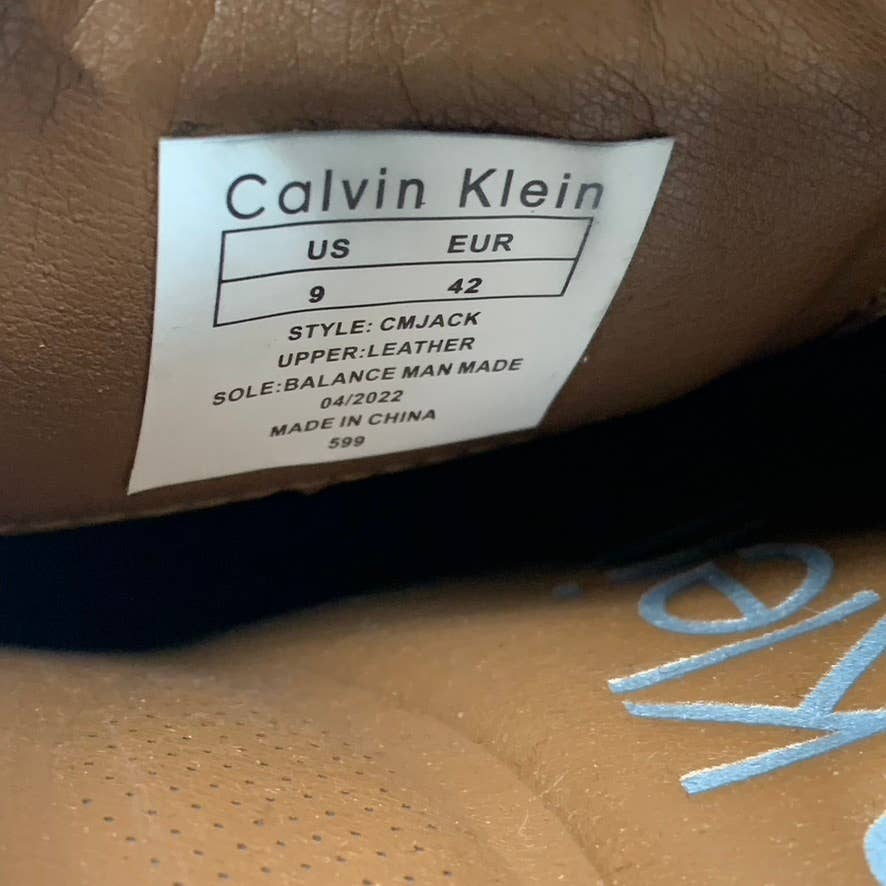 Calvin Klein
US EUR
9 42
STYLE: CMJACK
UPPER:LEATHER
SOLE:BALANCE MAN MADE
04/2022
MADE IN CHINA
599
Kle